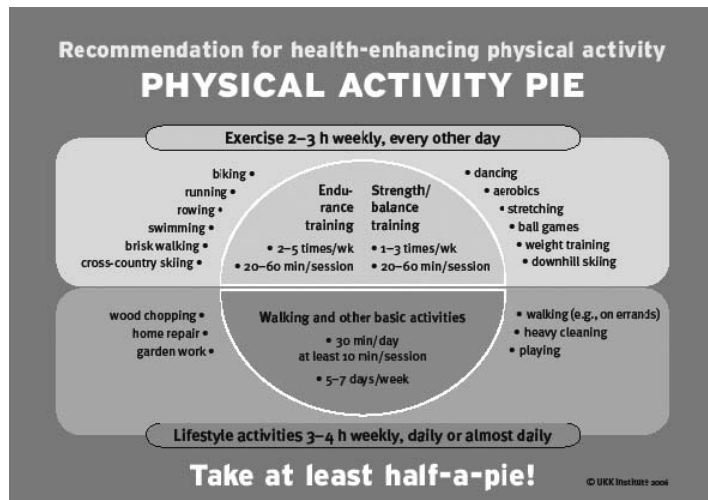 Recommendation for health-enhancing physical activity
PHYSICAL ACTIVITY PIE
Exercise 2–3 h weekly, every other day
biking •
running •
rowing •
swimming •
brisk walking •
cross-country skiing •
Endu-
rance
training
• 2–5 times/wk
• 20–60 min/session
Strength/
balance
training
• 1–3 times/wk
• 20–60 min/session
• dancing
• aerobics
• stretching
• ball games
• weight training
• downhill skiing
wood chopping •
home repair •
garden work •
Walking and other basic activities
• 30 min/day
at least 10 min/session
• 5–7 days/week
• walking (e.g., on errands)
• heavy cleaning
• playing
Lifestyle activities 3–4 h weekly, daily or almost daily
Take at least half-a-pie!
© UKK Institute 2006